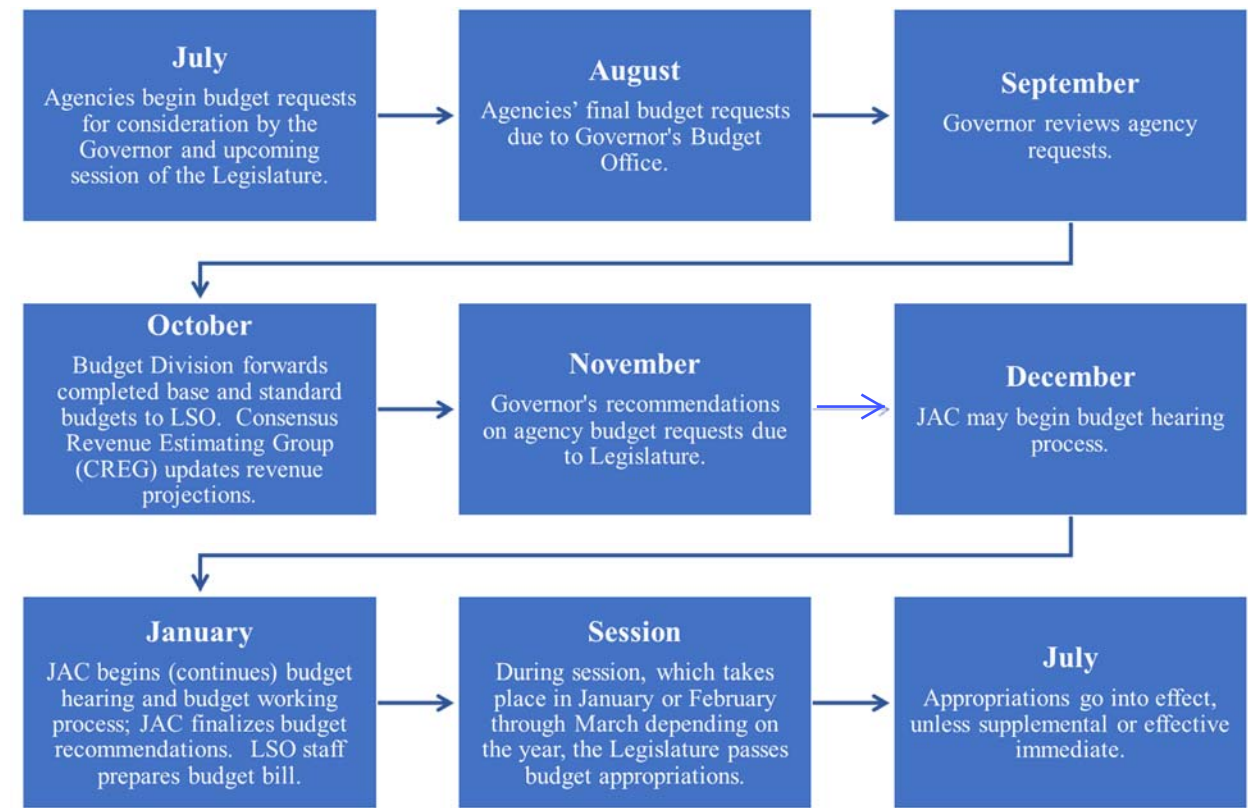 July
Agencies begin budget requests
for consideration by the
Governor and upcoming
session of the Legislature.
August
Agencies' final budget requests
due to Governor's Budget
Office.
September
Governor reviews agency
requests.
October
Budget Division forwards
completed base and standard
budgets to LSO.  Consensus
Revenue Estimating Group
(CREG) updates revenue
projections.
November
Governor's recommendations
on agency budget requests due
to Legislature.
December
JAC may begin budget hearing
process.
January
JAC begins (continues) budget
hearing and budget working
process; JAC finalizes budget
recommendations.  LSO staff
prepares budget bill.
Session
During session, which takes
place in January or February
through March depending on
the year, the Legislature passes
budget appropriations.
July
Appropriations go into effect,
unless supplemental or effective
immediate.